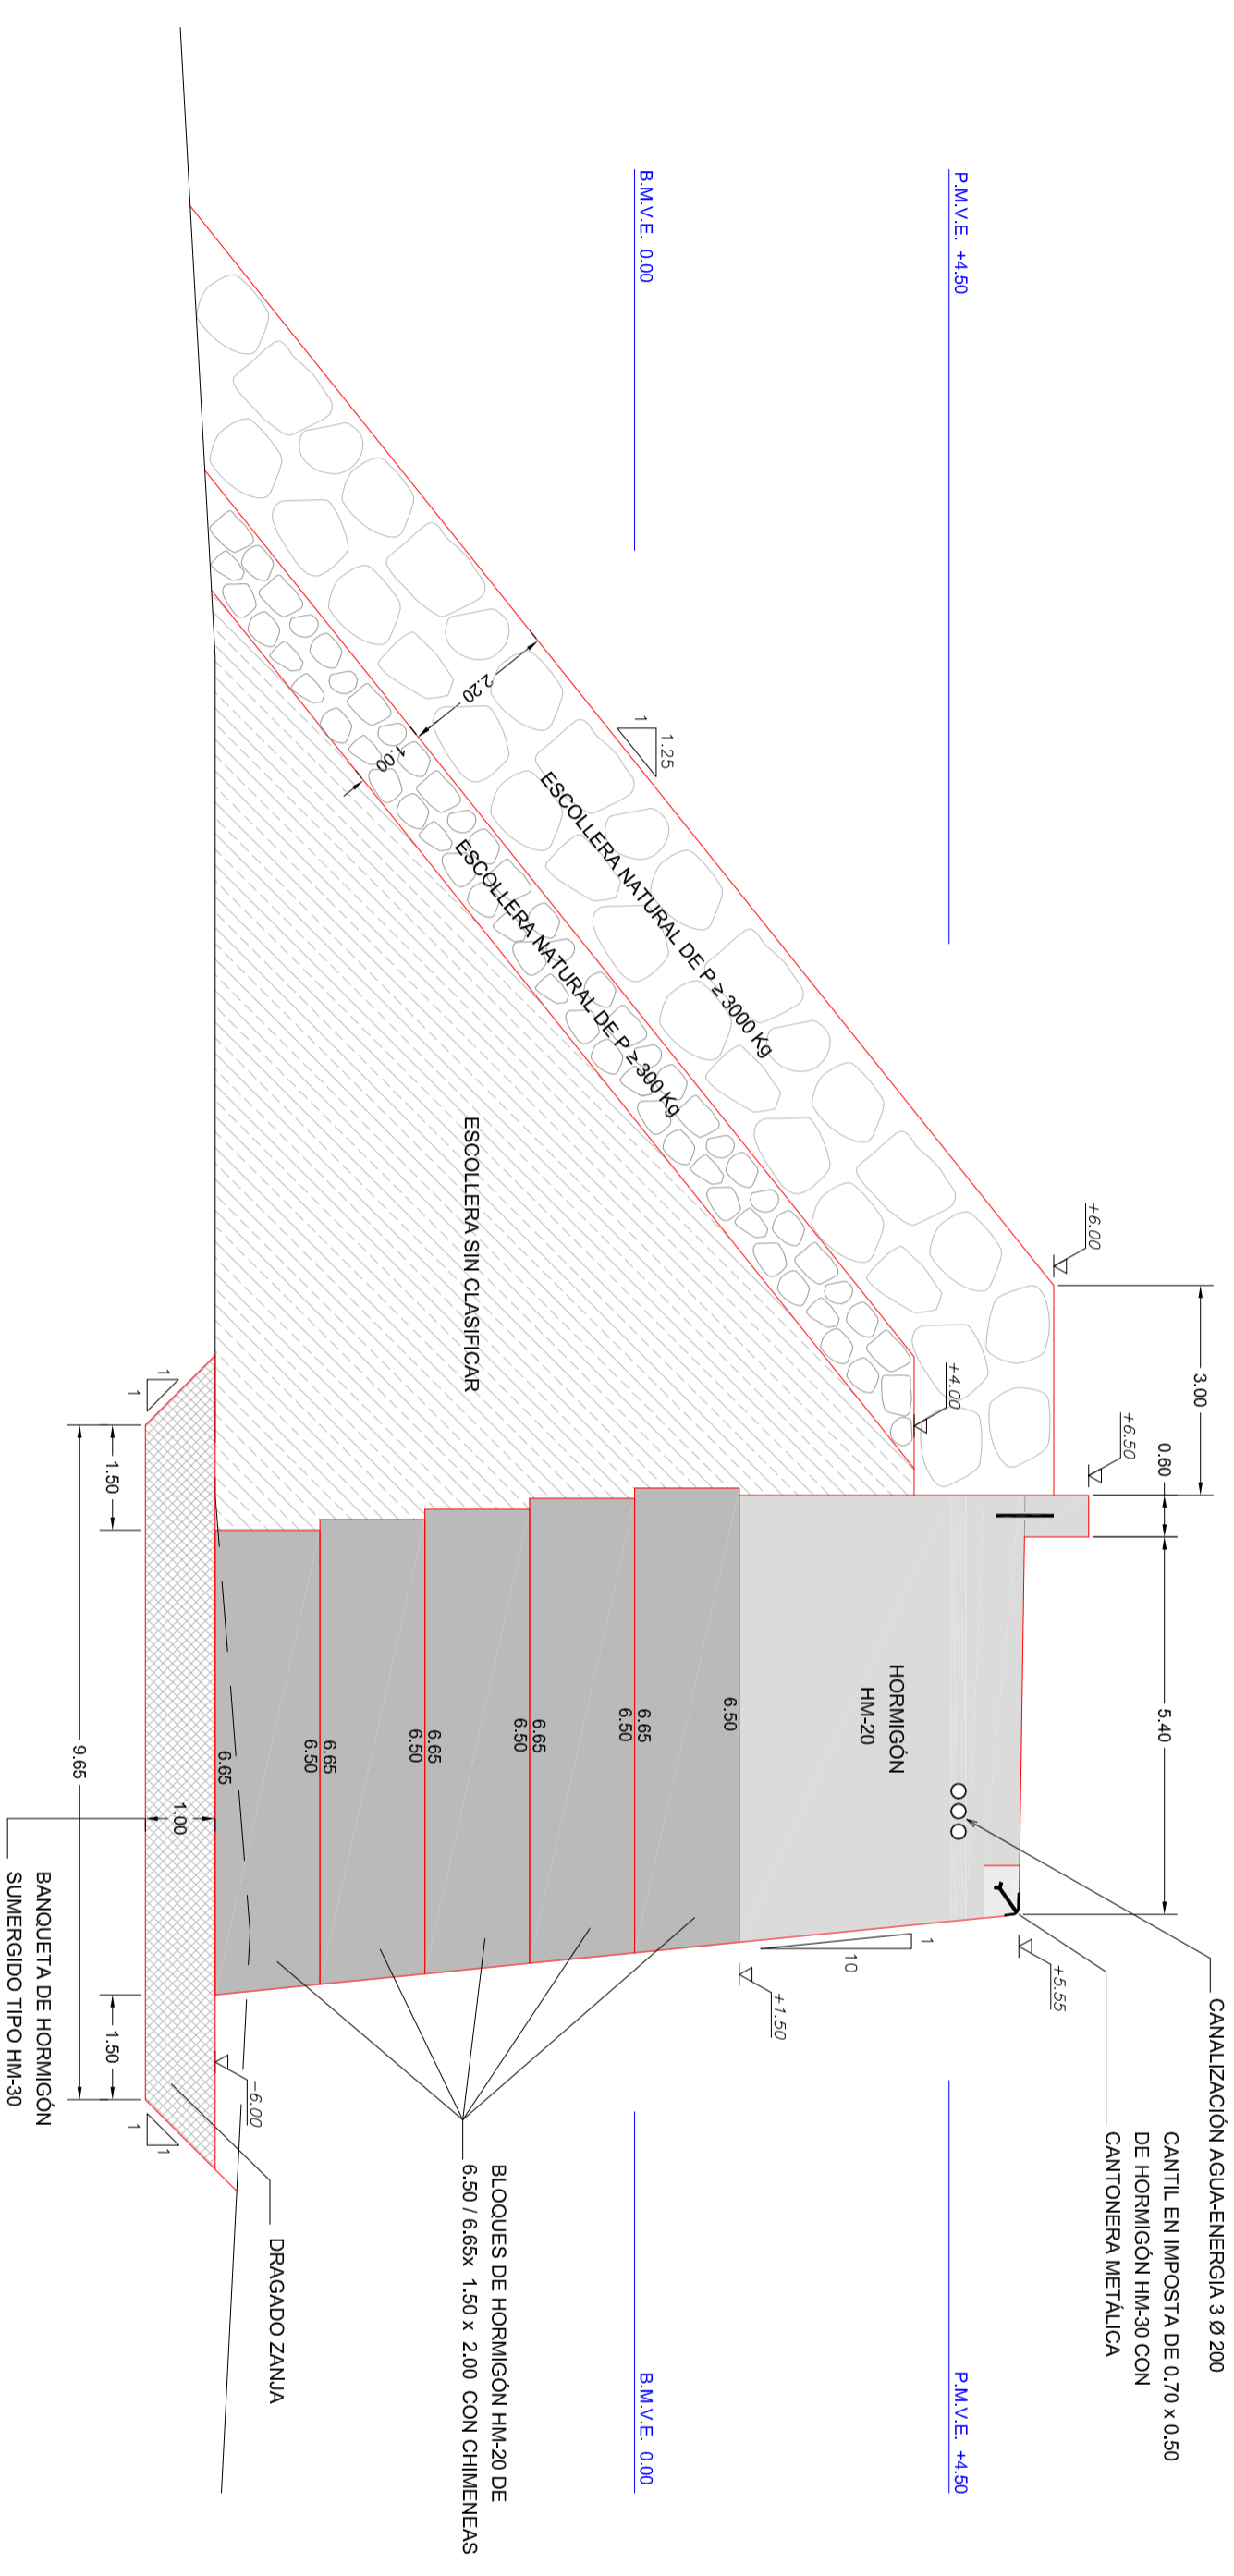 CANALIZACIÓN AGUA-ENERGIA 3 Ø 200
CANTIL EN IMPOSTA DE 0.70 x 0.50
DE HORMIGÓN HM-30 CON
CANTONERA METÁLICA
3.00
0.60
5.40
+6.00
+6.50
+5.55
+4.00
P.M.V.E. +4.50
P.M.V.E. +4.50
1
10
HORMIGÓN
HM-20
+1.50
1.25
1
B.M.V.E. 0.00
B.M.V.E. 0.00
ESCOLLERA NATURAL DE P ≥ 3000 Kg
ESCOLLERA NATURAL DE P ≥ 300 Kg
2.20
1.00
ESCOLLERA SIN CLASIFICAR
6.50
6.65
6.50
6.65
6.50
6.65
6.50
6.65
6.50
6.65
BLOQUES DE HORMIGÓN HM-20 DE
6.50 / 6.65x 1.50 x 2.00 CON CHIMENEAS
-6.00
DRAGADO ZANJA
1
1
1
1
1.00
1.50
1.50
9.65
BANQUETA DE HORMIGÓN
SUMERGIDO TIPO HM-30